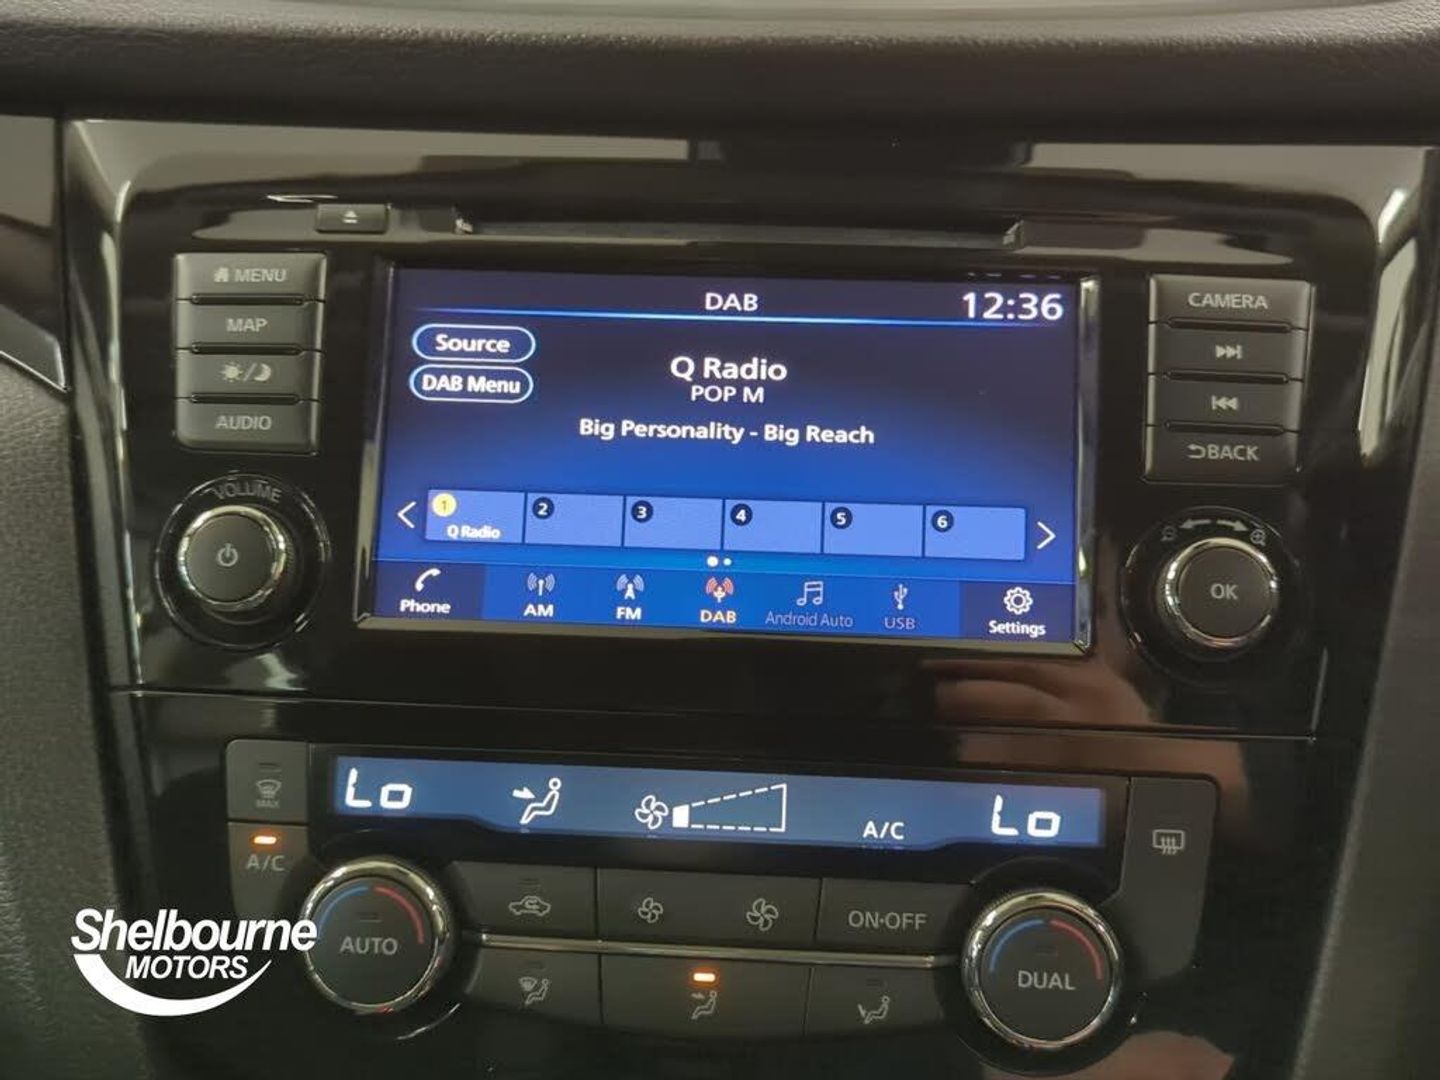 MENU
MAP
AUDIO
VOLUME
DAB
12:36
Source
DAB Menu
Q Radio
POP M
Big Personality - Big Reach
1
Q Radio
2
3
4
5
6
Phone
AM
FM
DAB
Android Auto
USB
Settings
CAMERA
BACK
OK
Lo
A/C
Lo
MAX
A/C
AUTO
ON·OFF
DUAL
Shelbourne
MOTORS